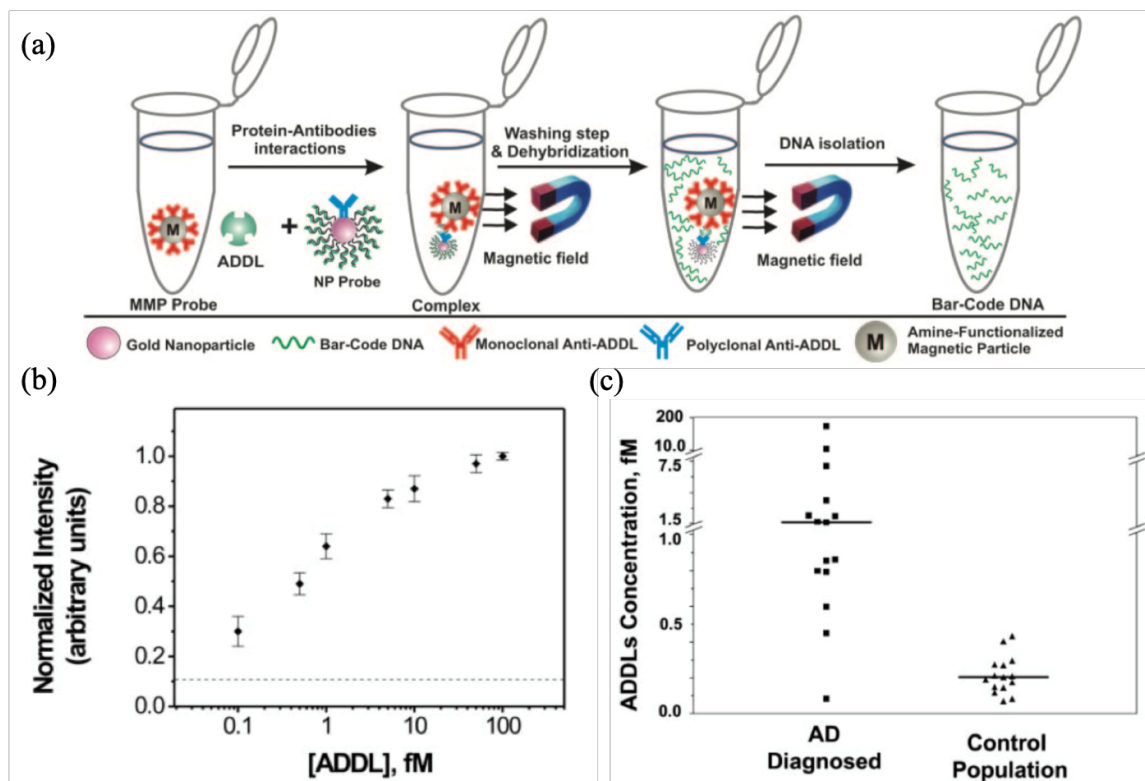 (a)
Protein-Antibodies
interactions
Washing step
& Dehybridization
DNA isolation
M
ADDL
+
NP Probe
M
Magnetic field
M
Magnetic field
MMP Probe
Complex
Bar-Code DNA
Gold Nanoparticle
Bar-Code DNA
Monoclonal Anti-ADDL
Polyclonal Anti-ADDL
M
Amine-Functionalized
Magnetic Particle
(b)
Normalized Intensity
(arbitrary units)
1.0
0.8
0.6
0.4
0.2
0.0
0.1
1
10
100
[ADDL], fM
(c)
ADDLs Concentration, fM
200
10.0
7.5
1.5
1.0
0.5
0.0
AD
Diagnosed
Control
Population